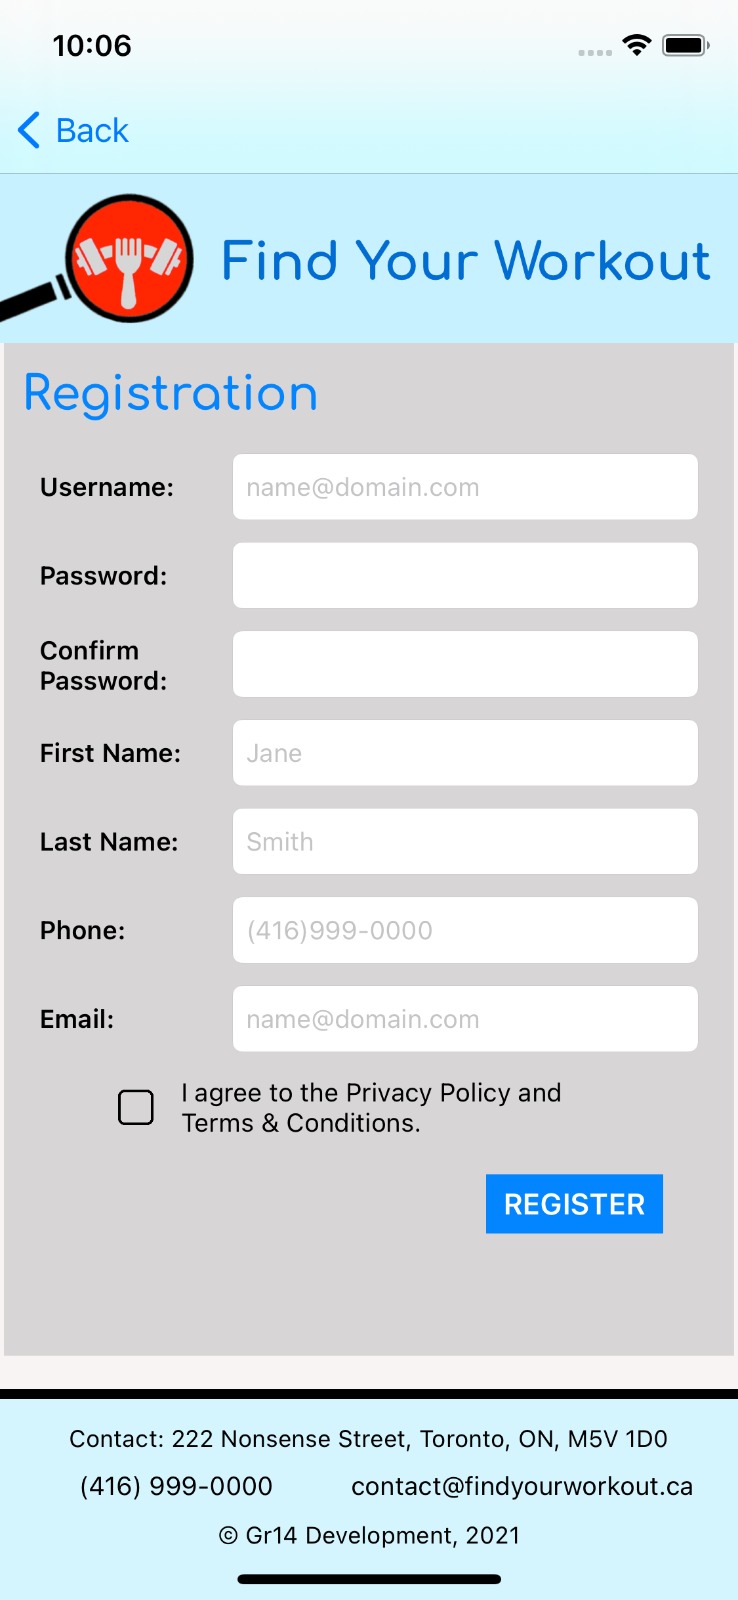 10:06
Back
Find Your Workout
Registration
Username: name@domain.com
Password:
Confirm
Password:
First Name: Jane
Last Name: Smith
Phone: (416)999-0000
Email: name@domain.com
I agree to the Privacy Policy and
Terms & Conditions.
REGISTER
Contact: 222 Nonsense Street, Toronto, ON, M5V 1D0
(416) 999-0000 contact@findyourworkout.ca
© Gr14 Development, 2021